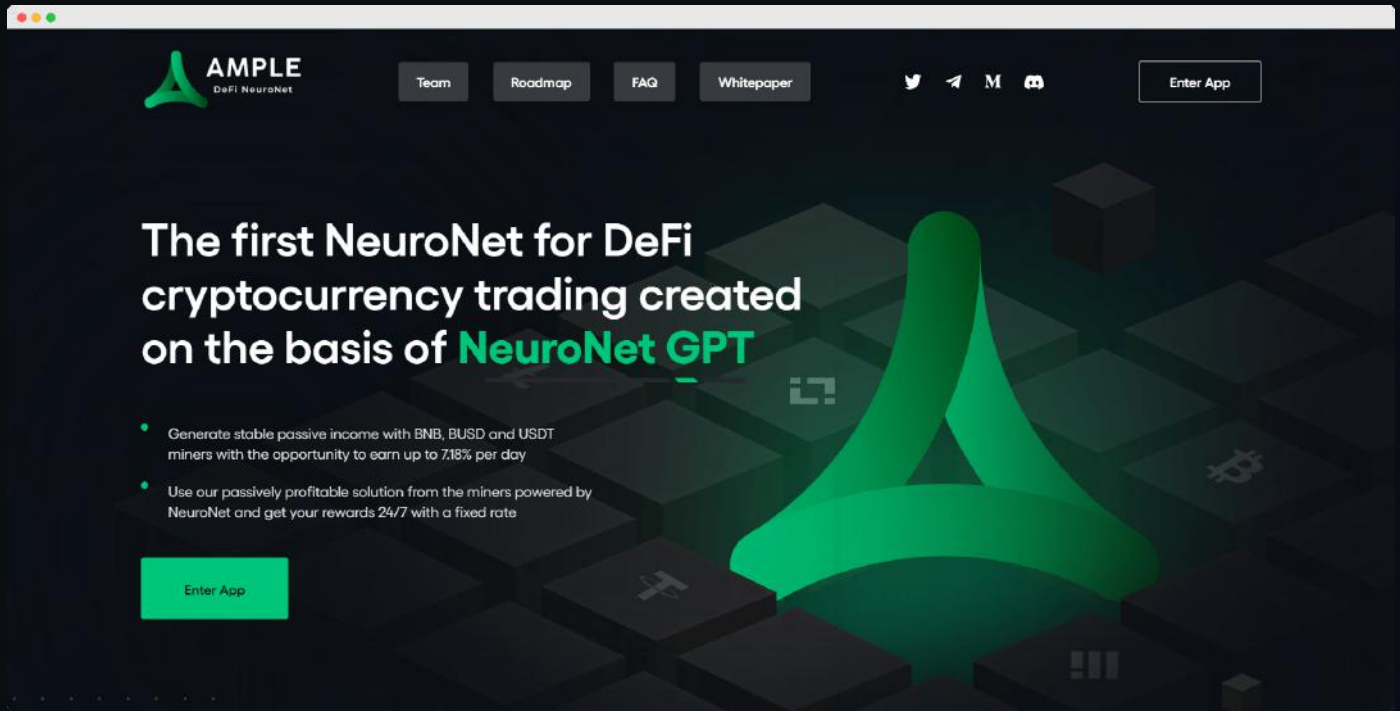 AMPLE
DeFi NeuroNet
Team
Roadmap
FAQ
Whitepaper
M
Enter App
The first NeuroNet for DeFi
cryptocurrency trading created
on the basis of NeuroNet GPT
Generate stable passive income with BNB, BUSD and USDT
miners with the opportunity to earn up to 7.18% per day
Use our passively profitable solution from the miners powered by
NeuroNet and get your rewards 24/7 with a fixed rate
Enter App